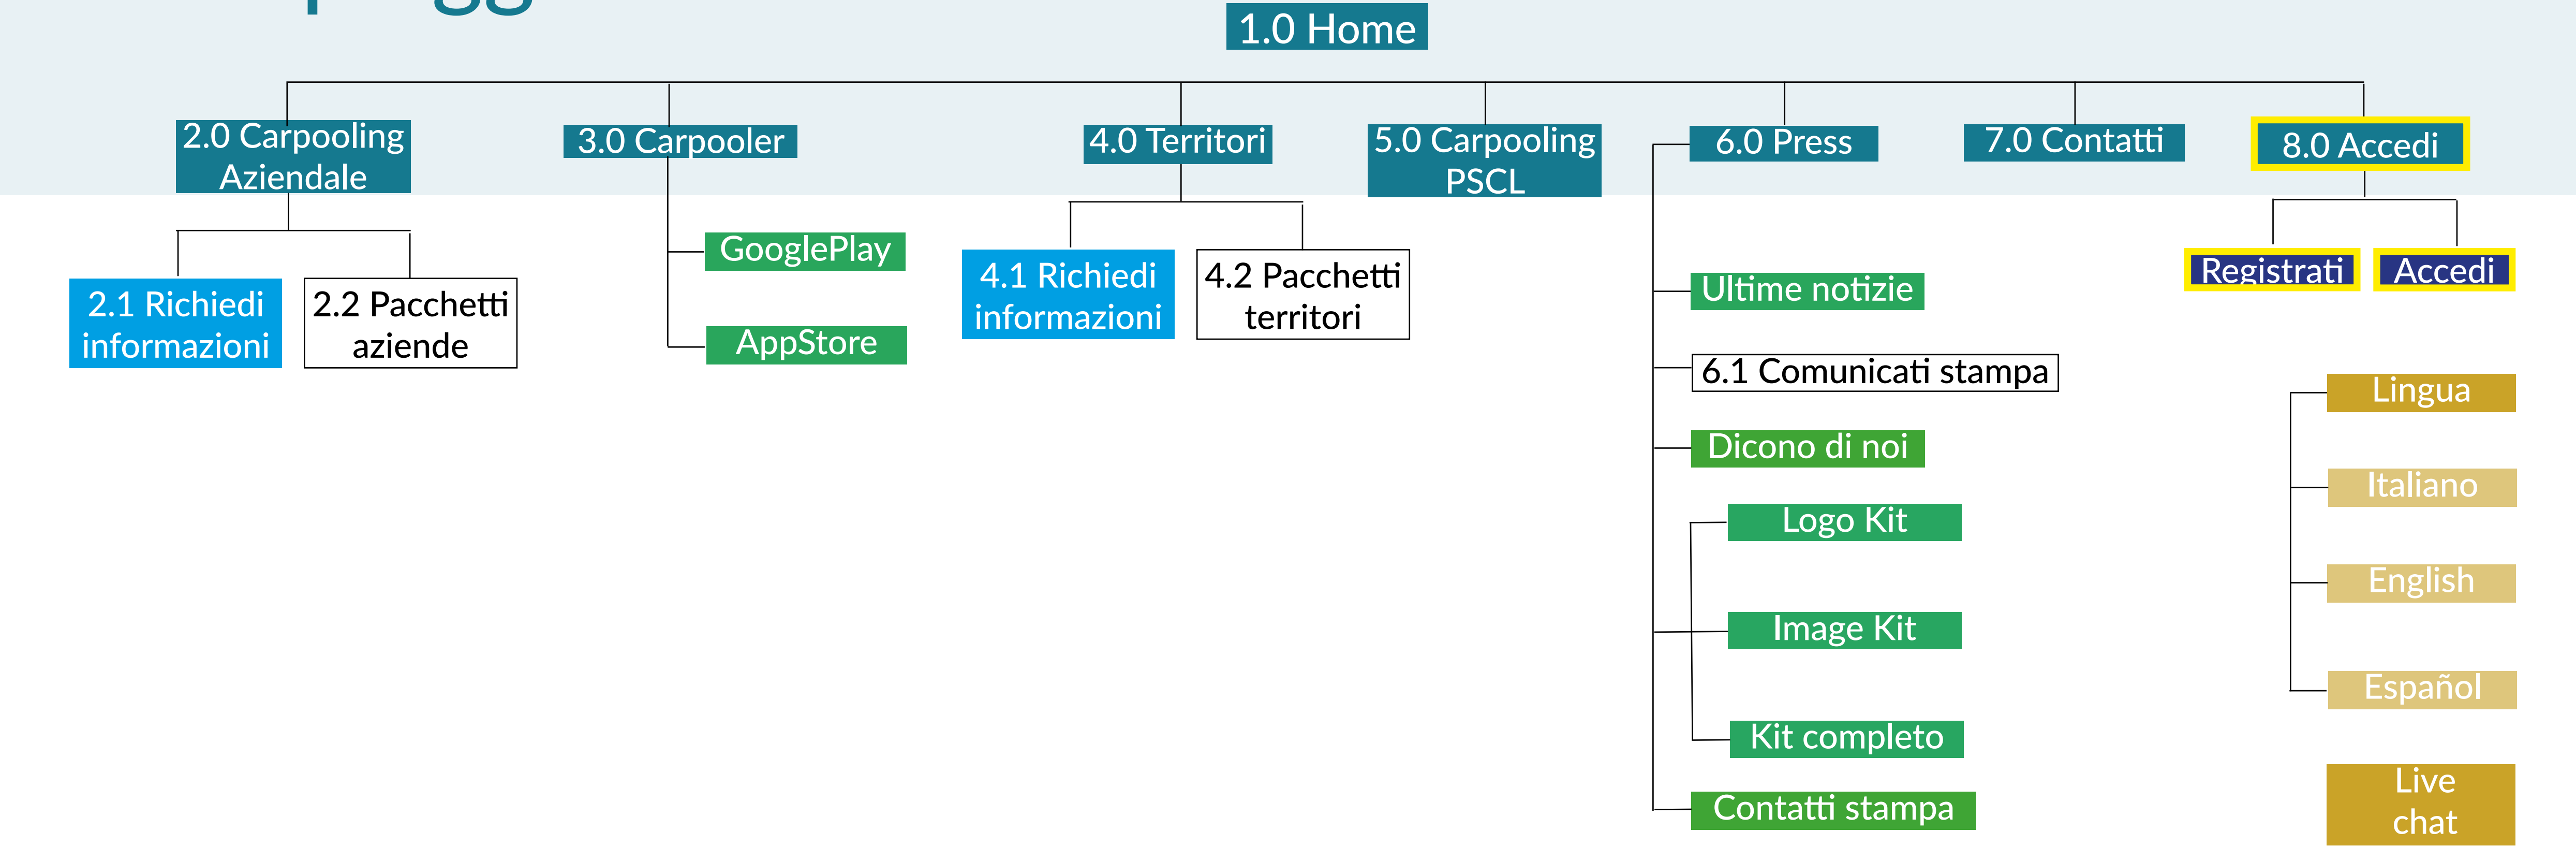 1.0 Home
2.0 Carpooling
Aziendale
3.0 Carpooler
4.0 Territori
5.0 Carpooling
PSCL
6.0 Press
7.0 Contatti
8.0 Accedi
2.1 Richiedi
informazioni
2.2 Pacchetti
aziende
GooglePlay
AppStore
4.1 Richiedi
informazioni
4.2 Pacchetti
territori
Ultime notizie
6.1 Comunicati stampa
Dicono di noi
Logo Kit
Image Kit
Kit completo
Contatti stampa
Registrati
Accedi
Lingua
Italiano
English
Español
Live
chat